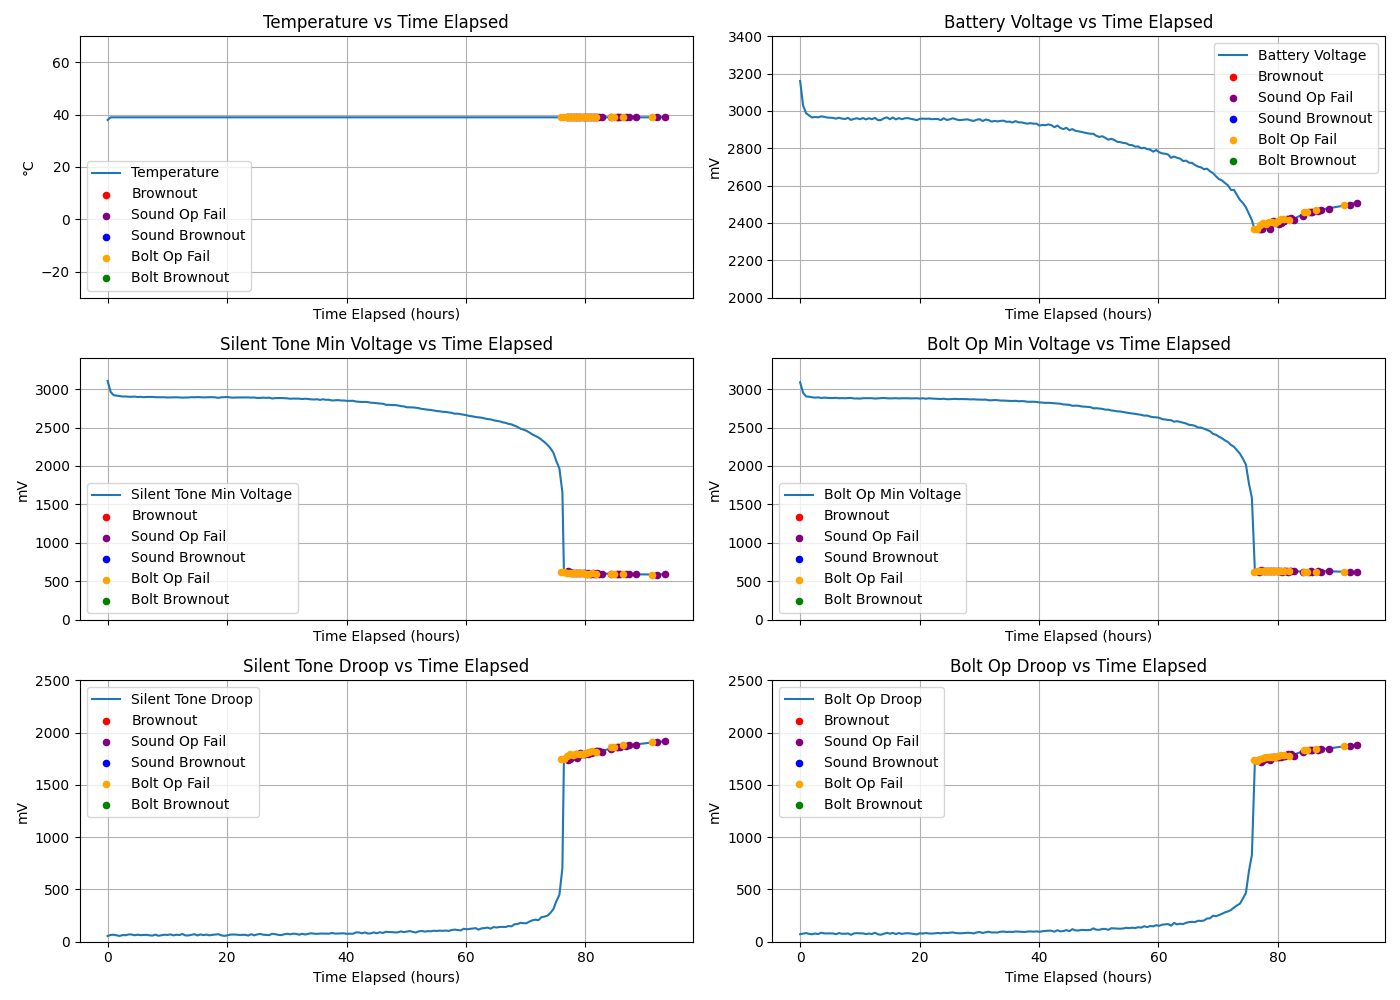 Temperature vs Time Elapsed
°C
60
40
20
0
−20
Temperature
Brownout
Sound Op Fail
Sound Brownout
Bolt Op Fail
Bolt Brownout
Time Elapsed (hours)
Battery Voltage vs Time Elapsed
mV
3400
3200
3000
2800
2600
2400
2200
2000
Battery Voltage
Brownout
Sound Op Fail
Sound Brownout
Bolt Op Fail
Bolt Brownout
Time Elapsed (hours)
Silent Tone Min Voltage vs Time Elapsed
mV
3000
2500
2000
1500
1000
500
0
Silent Tone Min Voltage
Brownout
Sound Op Fail
Sound Brownout
Bolt Op Fail
Bolt Brownout
Time Elapsed (hours)
Bolt Op Min Voltage vs Time Elapsed
mV
3000
2500
2000
1500
1000
500
0
Bolt Op Min Voltage
Brownout
Sound Op Fail
Sound Brownout
Bolt Op Fail
Bolt Brownout
Time Elapsed (hours)
Silent Tone Droop vs Time Elapsed
mV
2500
2000
1500
1000
500
0
Silent Tone Droop
Brownout
Sound Op Fail
Sound Brownout
Bolt Op Fail
Bolt Brownout
0 20 40 60 80
Time Elapsed (hours)
Bolt Op Droop vs Time Elapsed
mV
2500
2000
1500
1000
500
0
Bolt Op Droop
Brownout
Sound Op Fail
Sound Brownout
Bolt Op Fail
Bolt Brownout
0 20 40 60 80
Time Elapsed (hours)